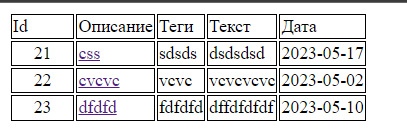 Id Описание Теги Текст Дата
21 css sdsds dsdsdsd 2023-05-17
22 cvcvc vcvc vcvcvcvc 2023-05-02
23 dfdfd fdfdfd dffdfdfdf 2023-05-10